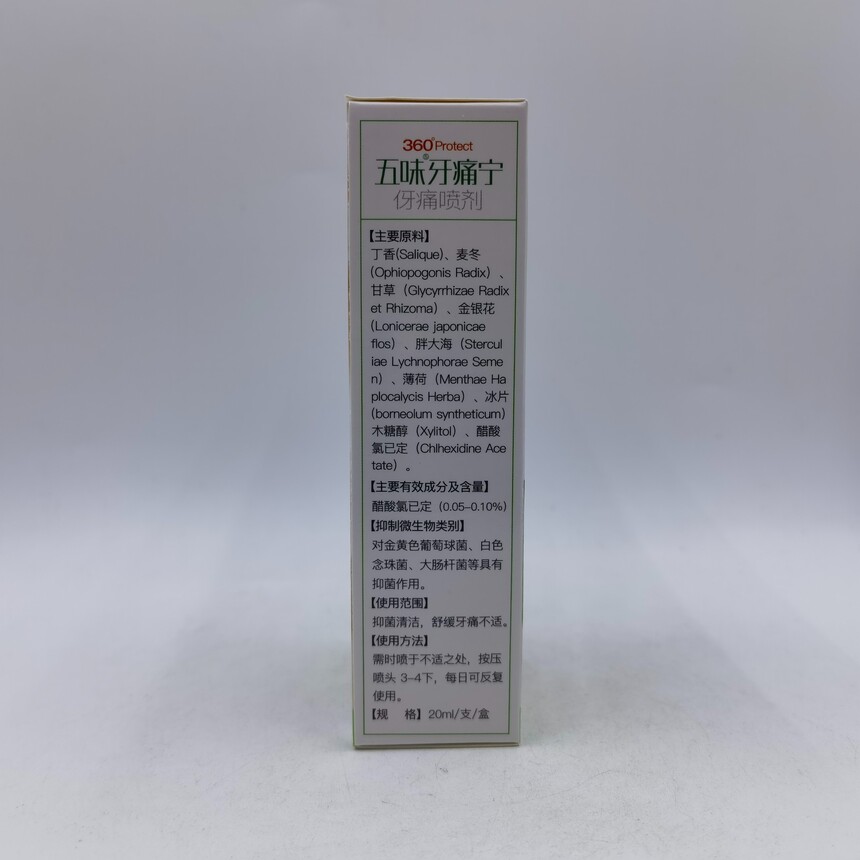 360°Protect
五味®牙痛宁
伢痛喷剂
【主要原料】
丁香(Salique)、麦冬
(Ophiopogonis Radix）、
甘草（Glycyrrhizae Radix
et Rhizoma）、金银花
(Lonicerae japonicae
flos）、胖大海（Stercul
iae Lychnophorae Seme
n）、薄荷（Menthae Ha
plocalycis Herba）、冰片
(borneolum syntheticum)
木糖醇（Xylitol）、醋酸
氯已定（Chlhexidine Ace
tate）。
【主要有效成分及含量】
醋酸氯已定（0.05-0.10%）
【抑制微生物类别】
对金黄色葡萄球菌、白色
念珠菌、大肠杆菌等具有
抑菌作用。
【使用范围】
抑菌清洁，舒缓牙痛不适。
【使用方法】
需时喷于不适之处，按压
喷头 3-4下，每日可反复
使用。
【规 格】20ml/支/盒